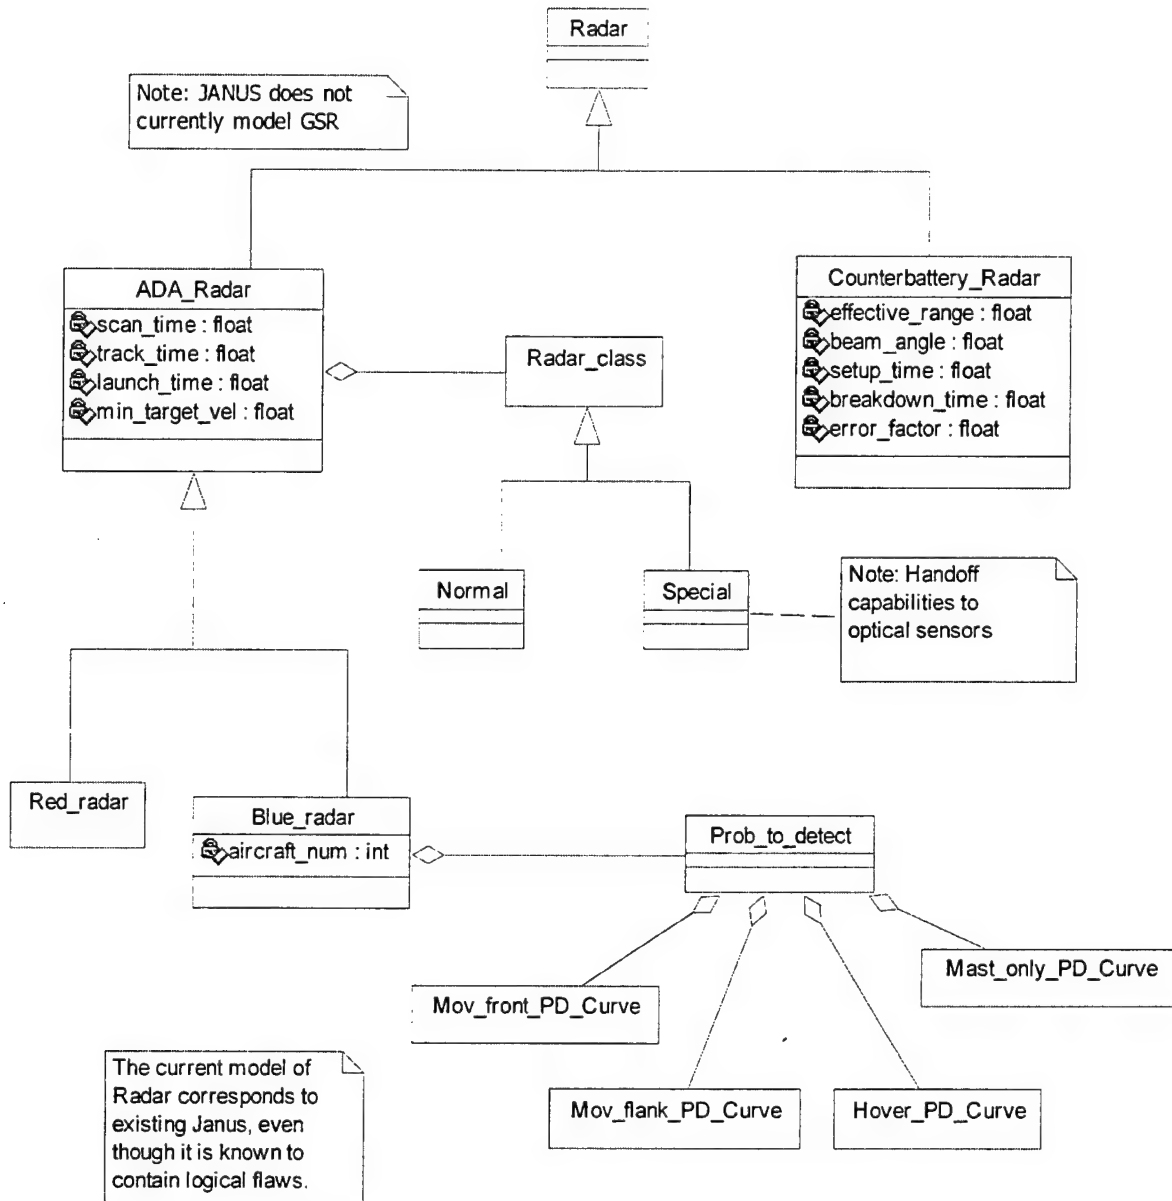 Radar
Note: JANUS does not
currently model GSR
ADA_Radar
scan_time : float
track_time : float
launch_time : float
min_target_vel : float
Radar_class
Counterbattery_Radar
effective_range : float
beam_angle : float
setup_time : float
breakdown_time : float
error_factor : float
Normal
Special
Note: Handoff
capabilities to
optical sensors
Red_radar
Blue_radar
aircraft_num : int
Prob_to_detect
Mov_front_PD_Curve
Mast_only_PD_Curve
Mov_flank_PD_Curve
Hover_PD_Curve
The current model of
Radar corresponds to
existing Janus, even
though it is known to
contain logical flaws.